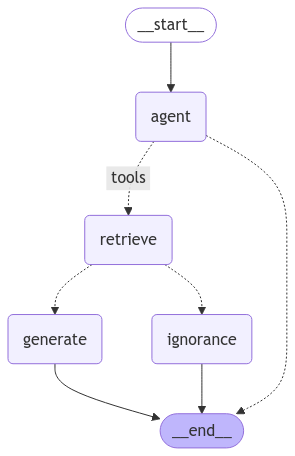 __start__
agent
tools
retrieve
generate
ignorance
__end__